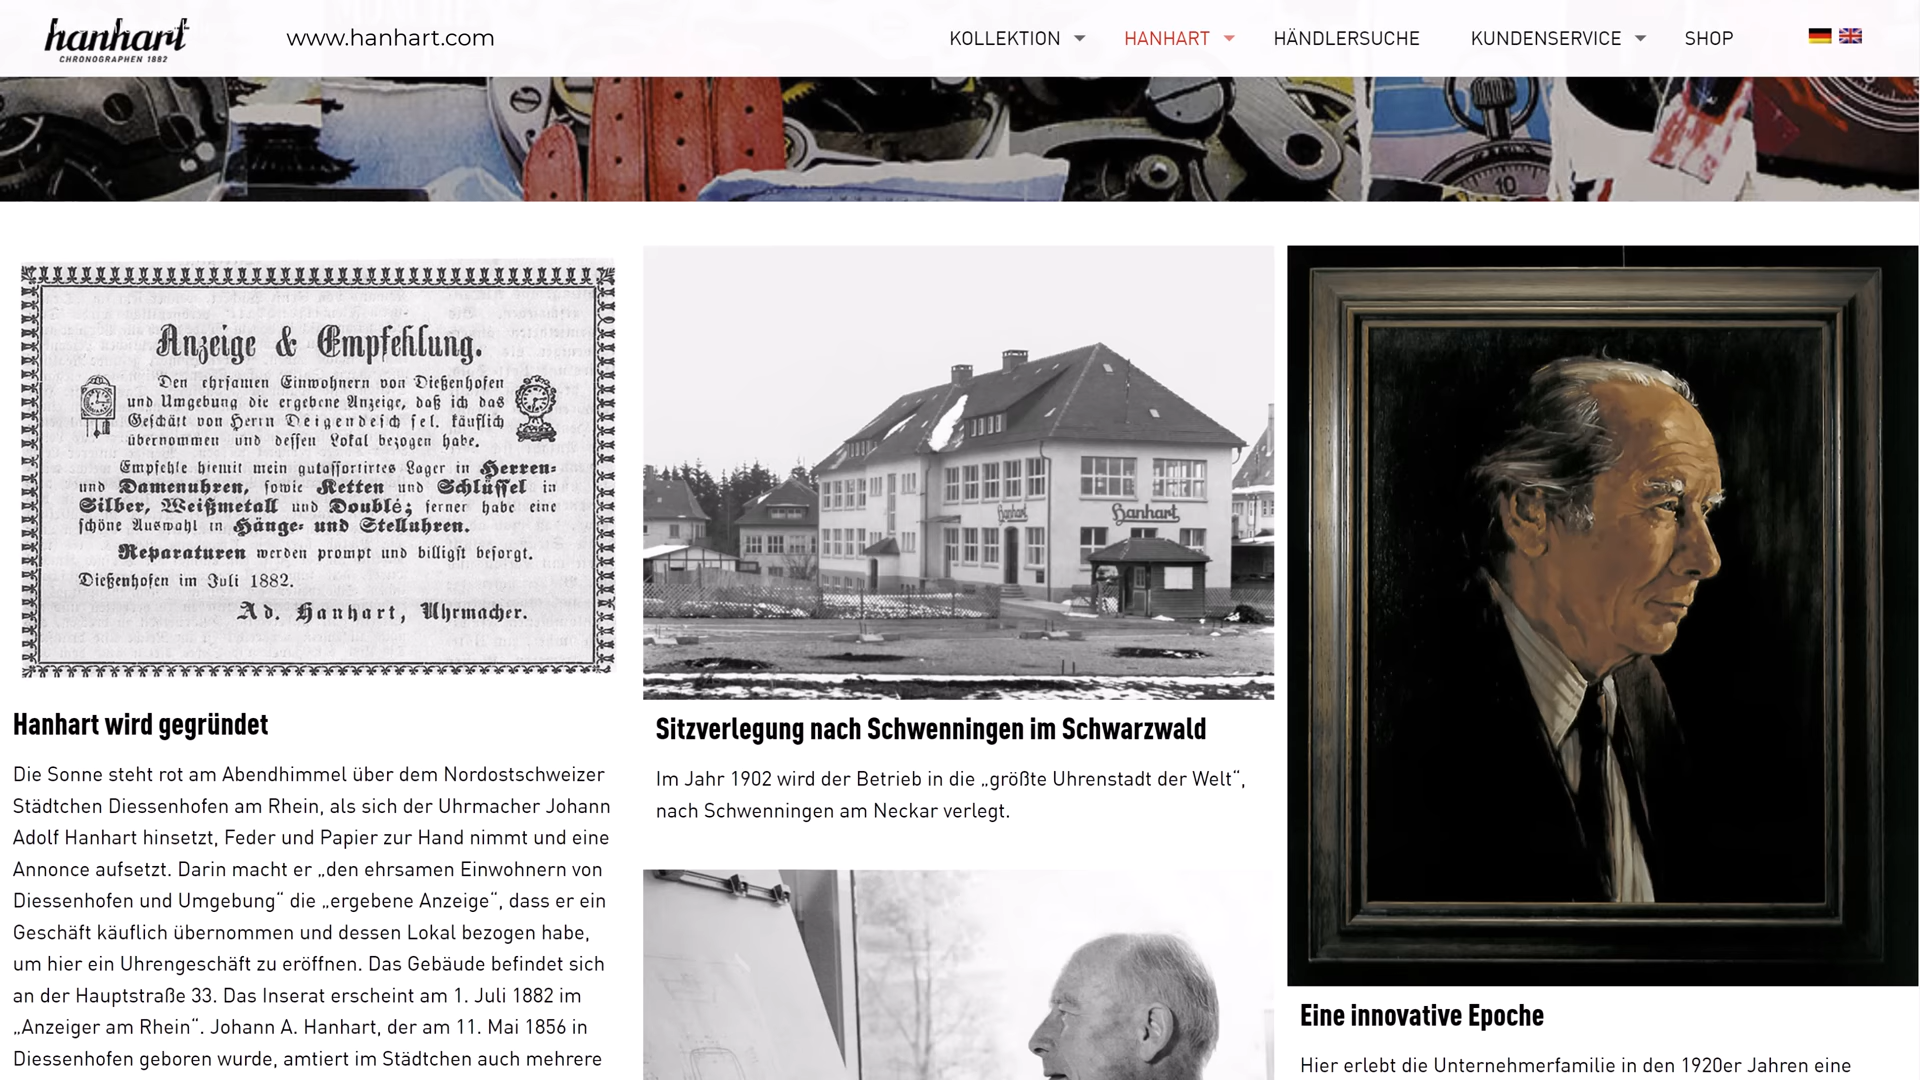 hanhart
CHRONOGRAPHEN 1882
www.hanhart.com
KOLLEKTION
HANHART
HÄNDLERSUCHE
KUNDENSERVICE
SHOP
10
Anzeige & Empfehlung.
Den ehrsamen Einwohnern von Dießenhofen
und Umgebung die ergebene Anzeige, daß ich das
Geschäft von Herrn Deigendesch sel. käuflich
übernommen und dessen Lokal bezogen habe.
Empfehle hiemit mein gutassortirtes Lager in Herren-
und Damenuhren, sowie Ketten und Schlüssel in
Silber, Weißmetall und Doublé; ferner habe eine
schöne Auswahl in Hänge- und Stelluhren.
Reparaturen werden prompt und billigst besorgt.
Dießenhofen im Juli 1882.
Ad. Hanhart, Uhrmacher.
Hanhart wird gegründet
Die Sonne steht rot am Abendhimmel über dem Nordostschweizer
Städtchen Diessenhofen am Rhein, als sich der Uhrmacher Johann
Adolf Hanhart hinsetzt, Feder und Papier zur Hand nimmt und eine
Annonce aufsetzt. Darin macht er „den ehrsamen Einwohnern von
Diessenhofen und Umgebung“ die „ergebene Anzeige“, dass er ein
Geschäft käuflich übernommen und dessen Lokal bezogen habe,
um hier ein Uhrengeschäft zu eröffnen. Das Gebäude befindet sich
an der Hauptstraße 33. Das Inserat erscheint am 1. Juli 1882 im
„Anzeiger am Rhein“. Johann A. Hanhart, der am 11. Mai 1856 in
Diessenhofen geboren wurde, amtiert im Städtchen auch mehrere
Hanhart
Hanhart
Sitzverlegung nach Schwenningen im Schwarzwald
Im Jahr 1902 wird der Betrieb in die „größte Uhrenstadt der Welt“,
nach Schwenningen am Neckar verlegt.
Eine innovative Epoche
Hier erlebt die Unternehmerfamilie in den 1920er Jahren eine